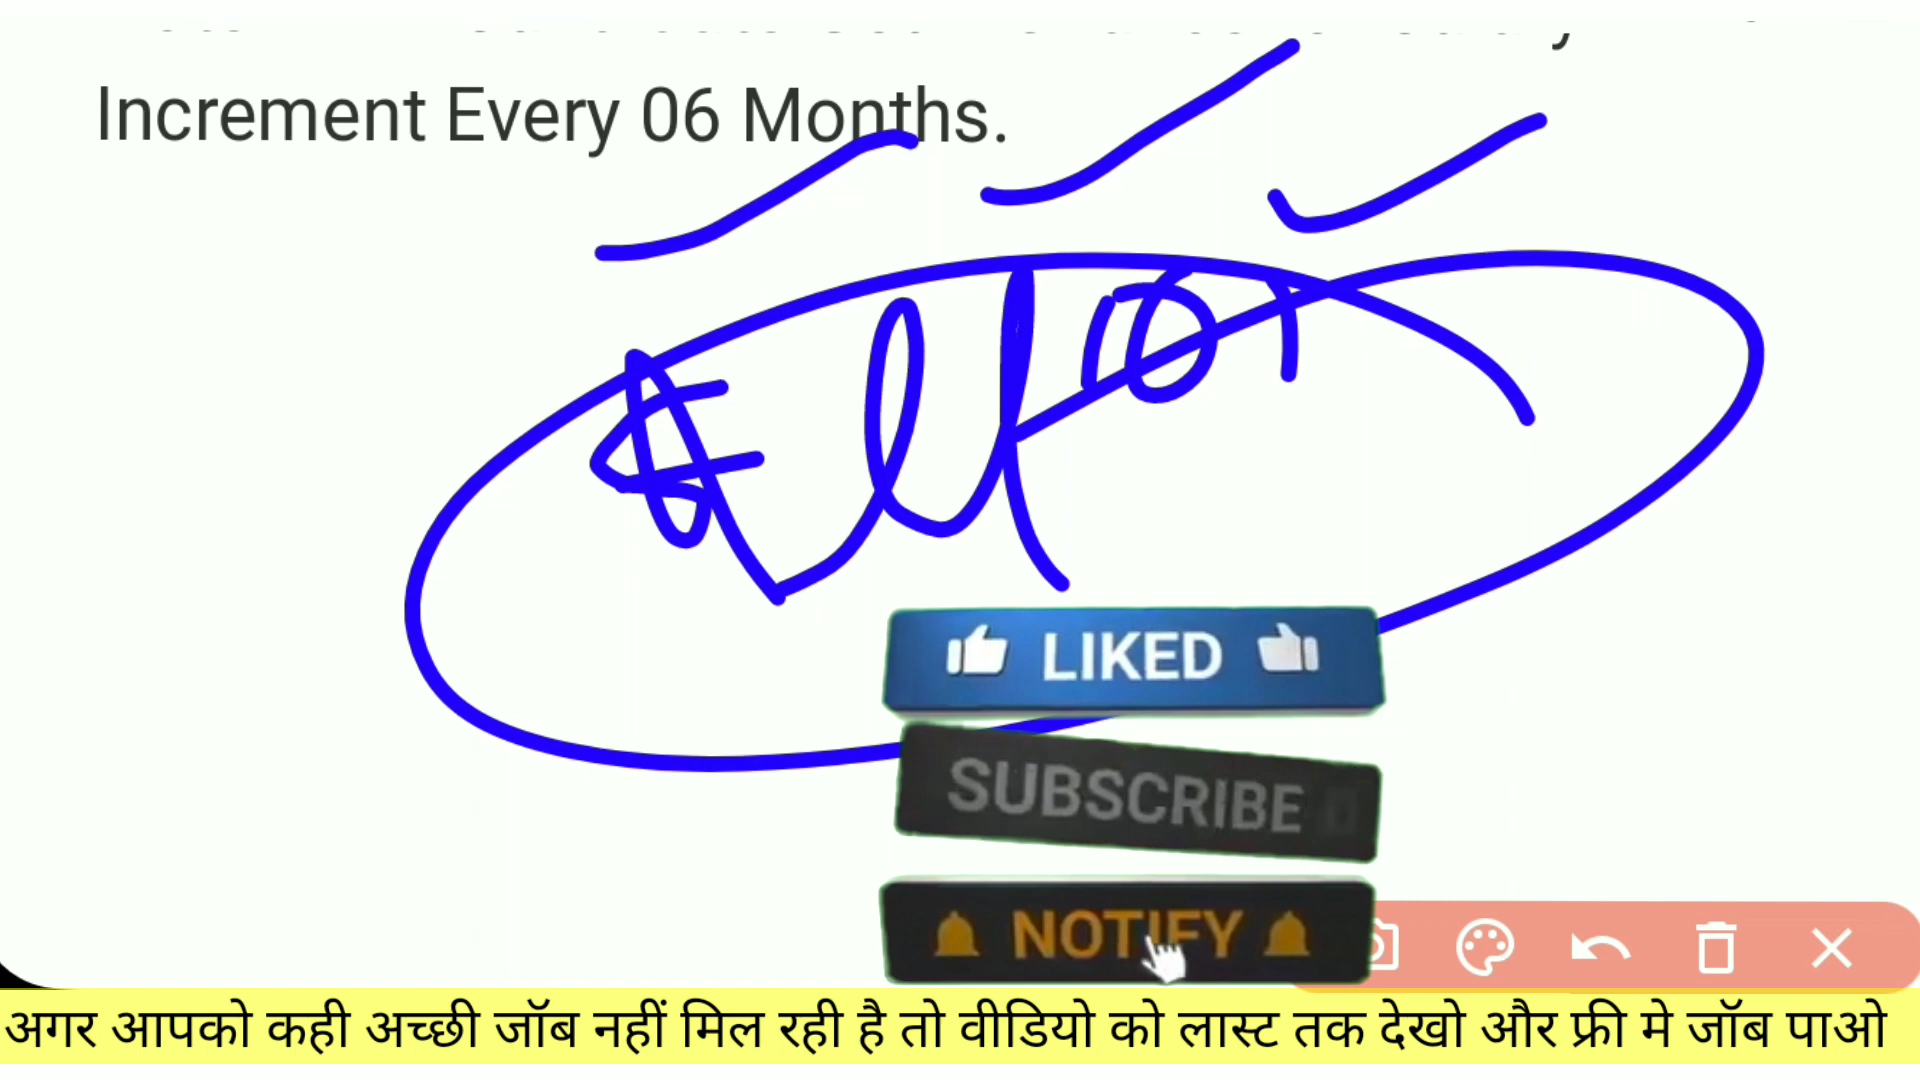 Increment Every 06 Months.
LIKED
SUBSCRIBE
NOTIFY
अगर आपको कही अच्छी जॉब नहीं मिल रही है तो वीडियो को लास्ट तक देखो और फ्री मे जॉब पाओ